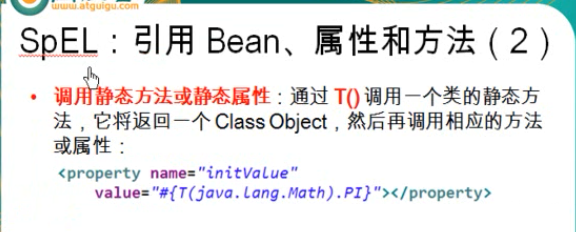 www.atguigu.com
SpEL：引用 Bean、属性和方法（2）
• 调用静态方法或静态属性：通过 T() 调用一个类的静态方
法，它将返回一个 Class Object，然后再调用相应的方法
或属性：
<property name="initValue"
value="#{T(java.lang.Math).PI}"></property>